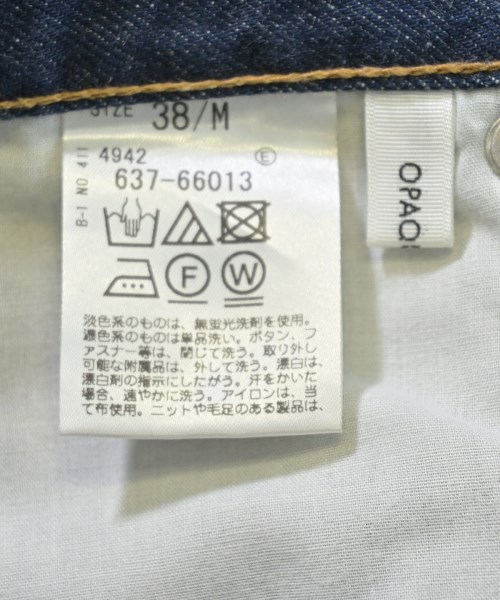 SIZE 38/M
B-1 NO 411
4942 E
637-66013
F W
淡色系のものは、無蛍光洗剤を使用。
濃色系のものは単品洗い。ボタン、フ
ァスナー等は、閉じて洗う。取り外し
可能な附属品は、外して洗う。漂白は、
漂白剤の指示にしたがう。汗をかいた
場合、速やかに洗う。アイロンは、当
て布使用。ニットや毛足のある製品は、
OPAQ